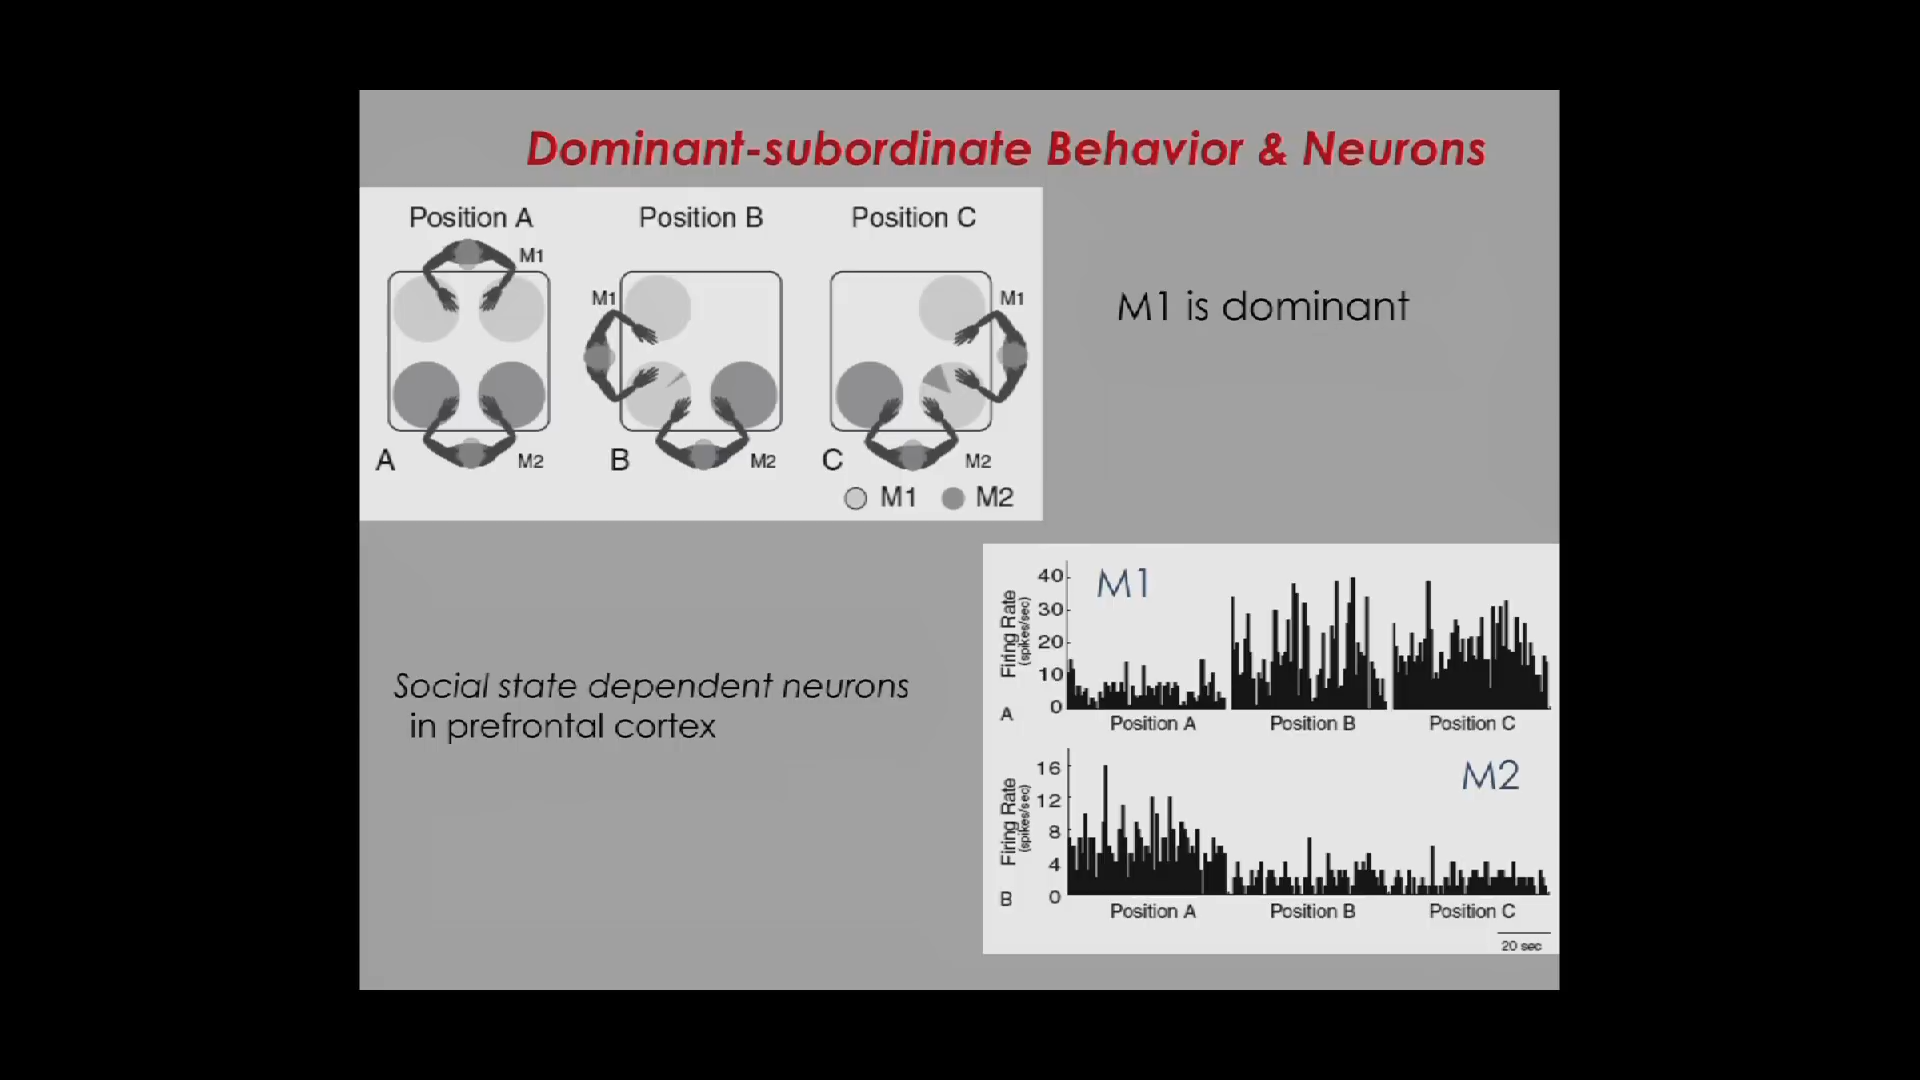 Dominant-subordinate Behavior & Neurons
Position A
Position B
Position C
M1
M1
M1
M1 is dominant
A
M2
B
M2
C
M2
M1
M2
Social state dependent neurons
in prefrontal cortex
M1
Firing Rate
(spikes/sec)
40
30
20
10
0
A
Position A
Position B
Position C
M2
Firing Rate
(spikes/sec)
16
12
8
4
0
B
Position A
Position B
Position C
20 sec